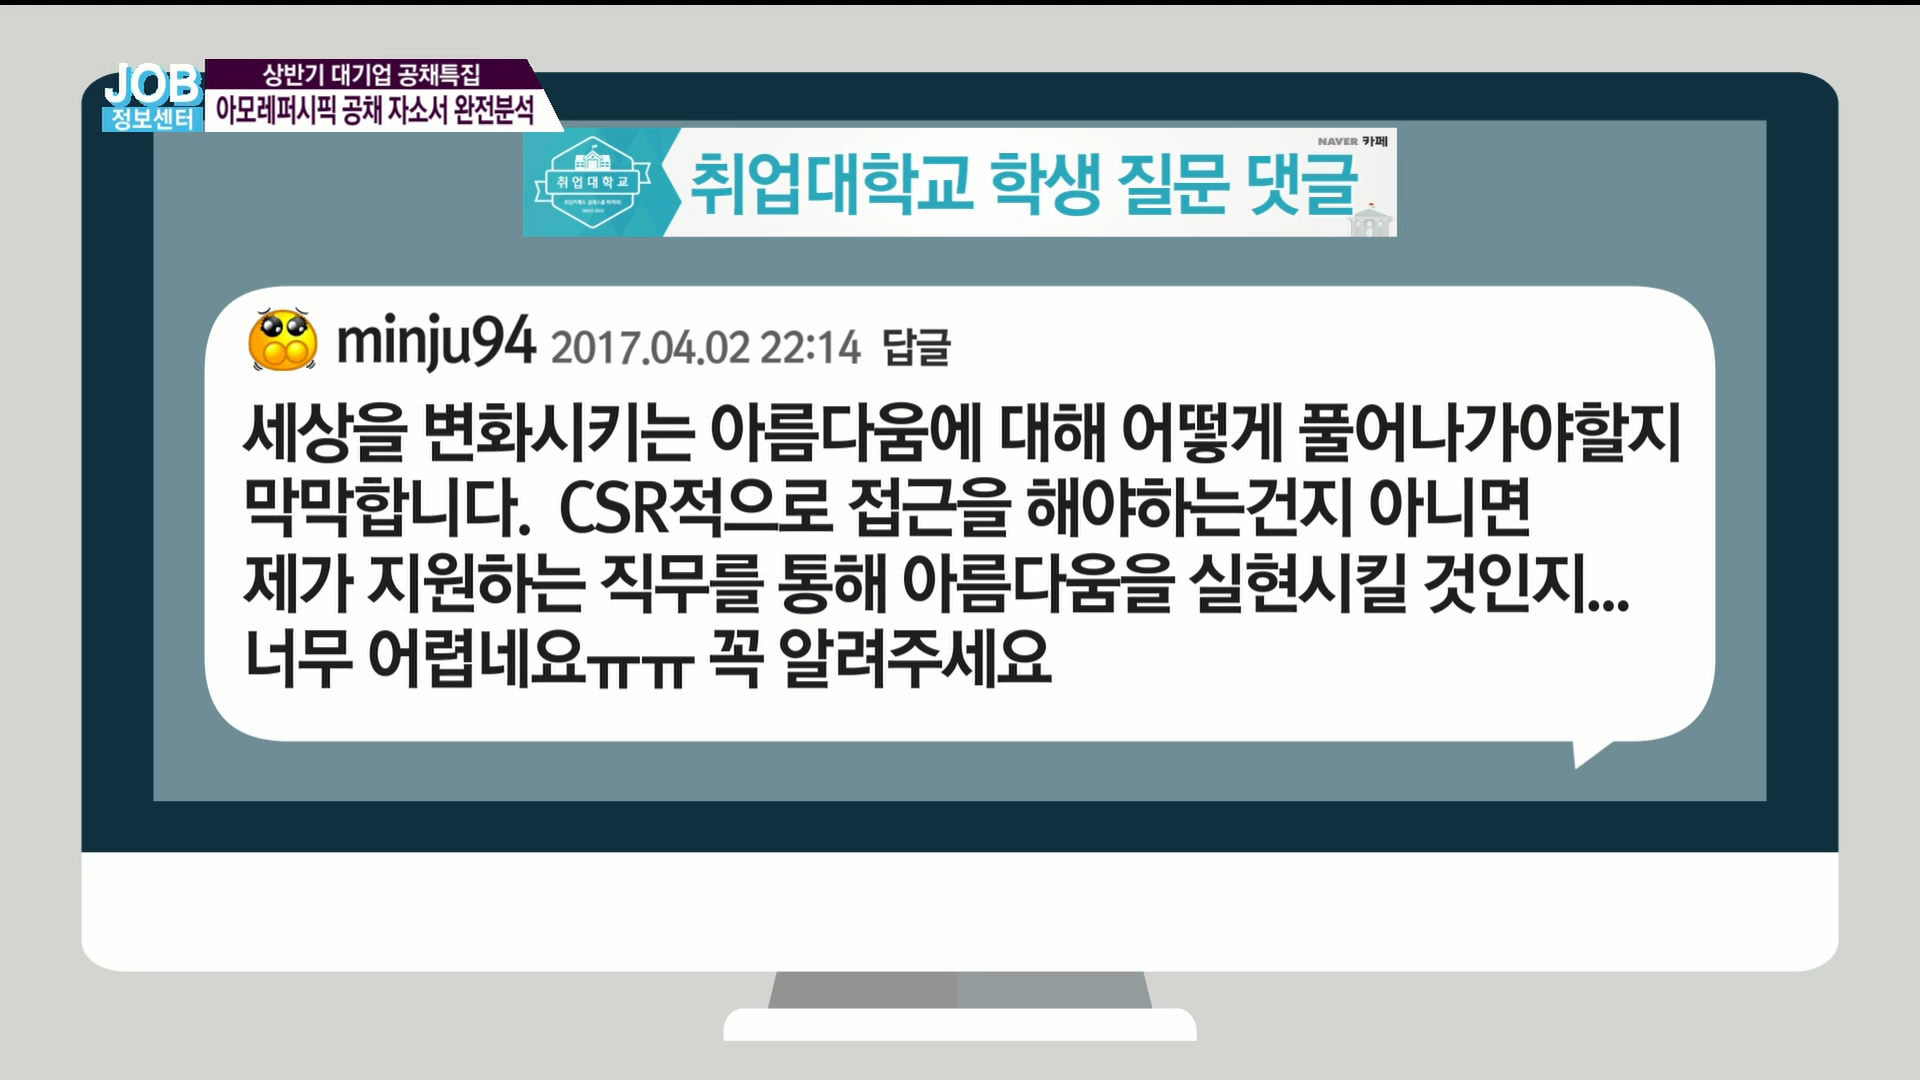 JOB
정보센터
상반기 대기업 공채특집
아모레퍼시픽 공채 자소서 완전분석
NAVER 카페
취업대학교
SINCE 2013
취업대학교 학생 질문 댓글
minju94 2017.04.02 22:14 답글
세상을 변화시키는 아름다움에 대해 어떻게 풀어나가야할지
막막합니다. CSR적으로 접근을 해야하는건지 아니면
제가 지원하는 직무를 통해 아름다움을 실현시킬 것인지...
너무 어렵네요ㅠㅠ 꼭 알려주세요